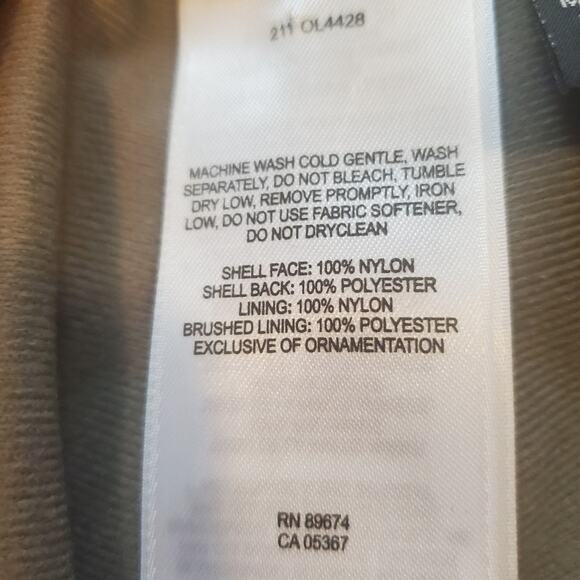 211 OL4428
MACHINE WASH COLD GENTLE, WASH
SEPARATELY, DO NOT BLEACH, TUMBLE
DRY LOW, REMOVE PROMPTLY, IRON
LOW, DO NOT USE FABRIC SOFTENER,
DO NOT DRYCLEAN
SHELL FACE: 100% NYLON
SHELL BACK: 100% POLYESTER
LINING: 100% NYLON
BRUSHED LINING: 100% POLYESTER
EXCLUSIVE OF ORNAMENTATION
RN 89674
CA 05367